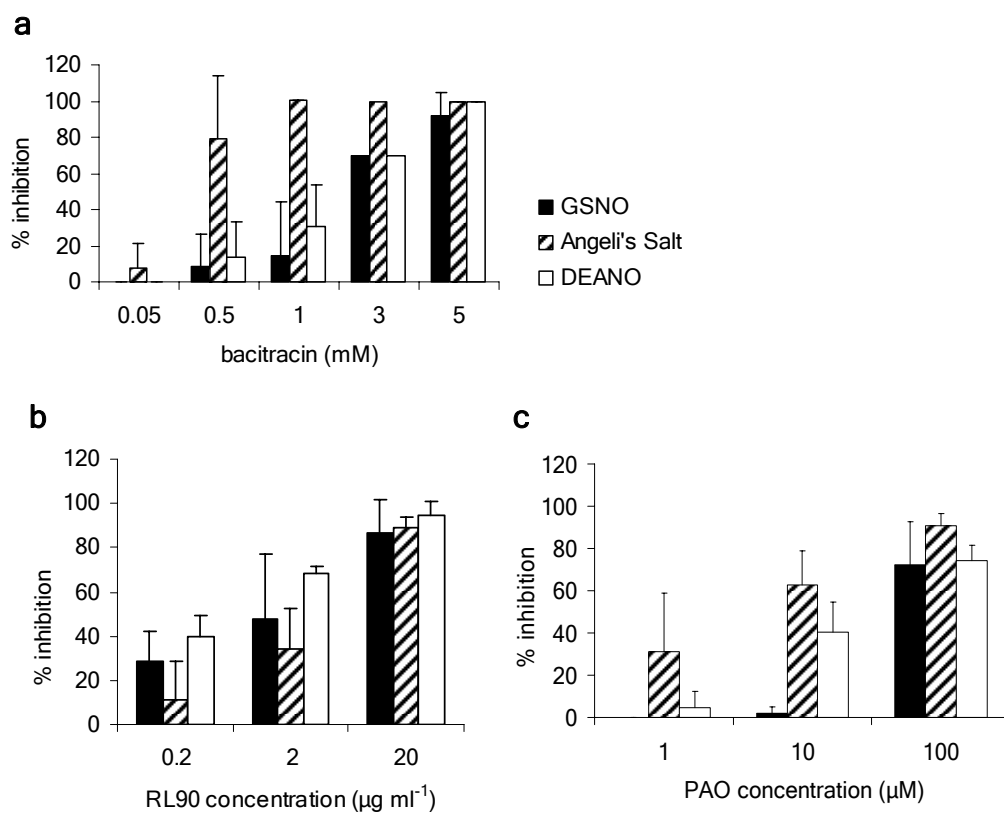 a
120
100
80
60
40
20
0
% inhibition
0.05 0.5 1 3 5
bacitracin (mM)
GSNO
Angeli's Salt
DEANO
b
120
100
80
60
40
20
0
% inhibition
0.2 2 20
RL90 concentration (µg ml⁻¹)
c
120
100
80
60
40
20
0
% inhibition
1 10 100
PAO concentration (µM)